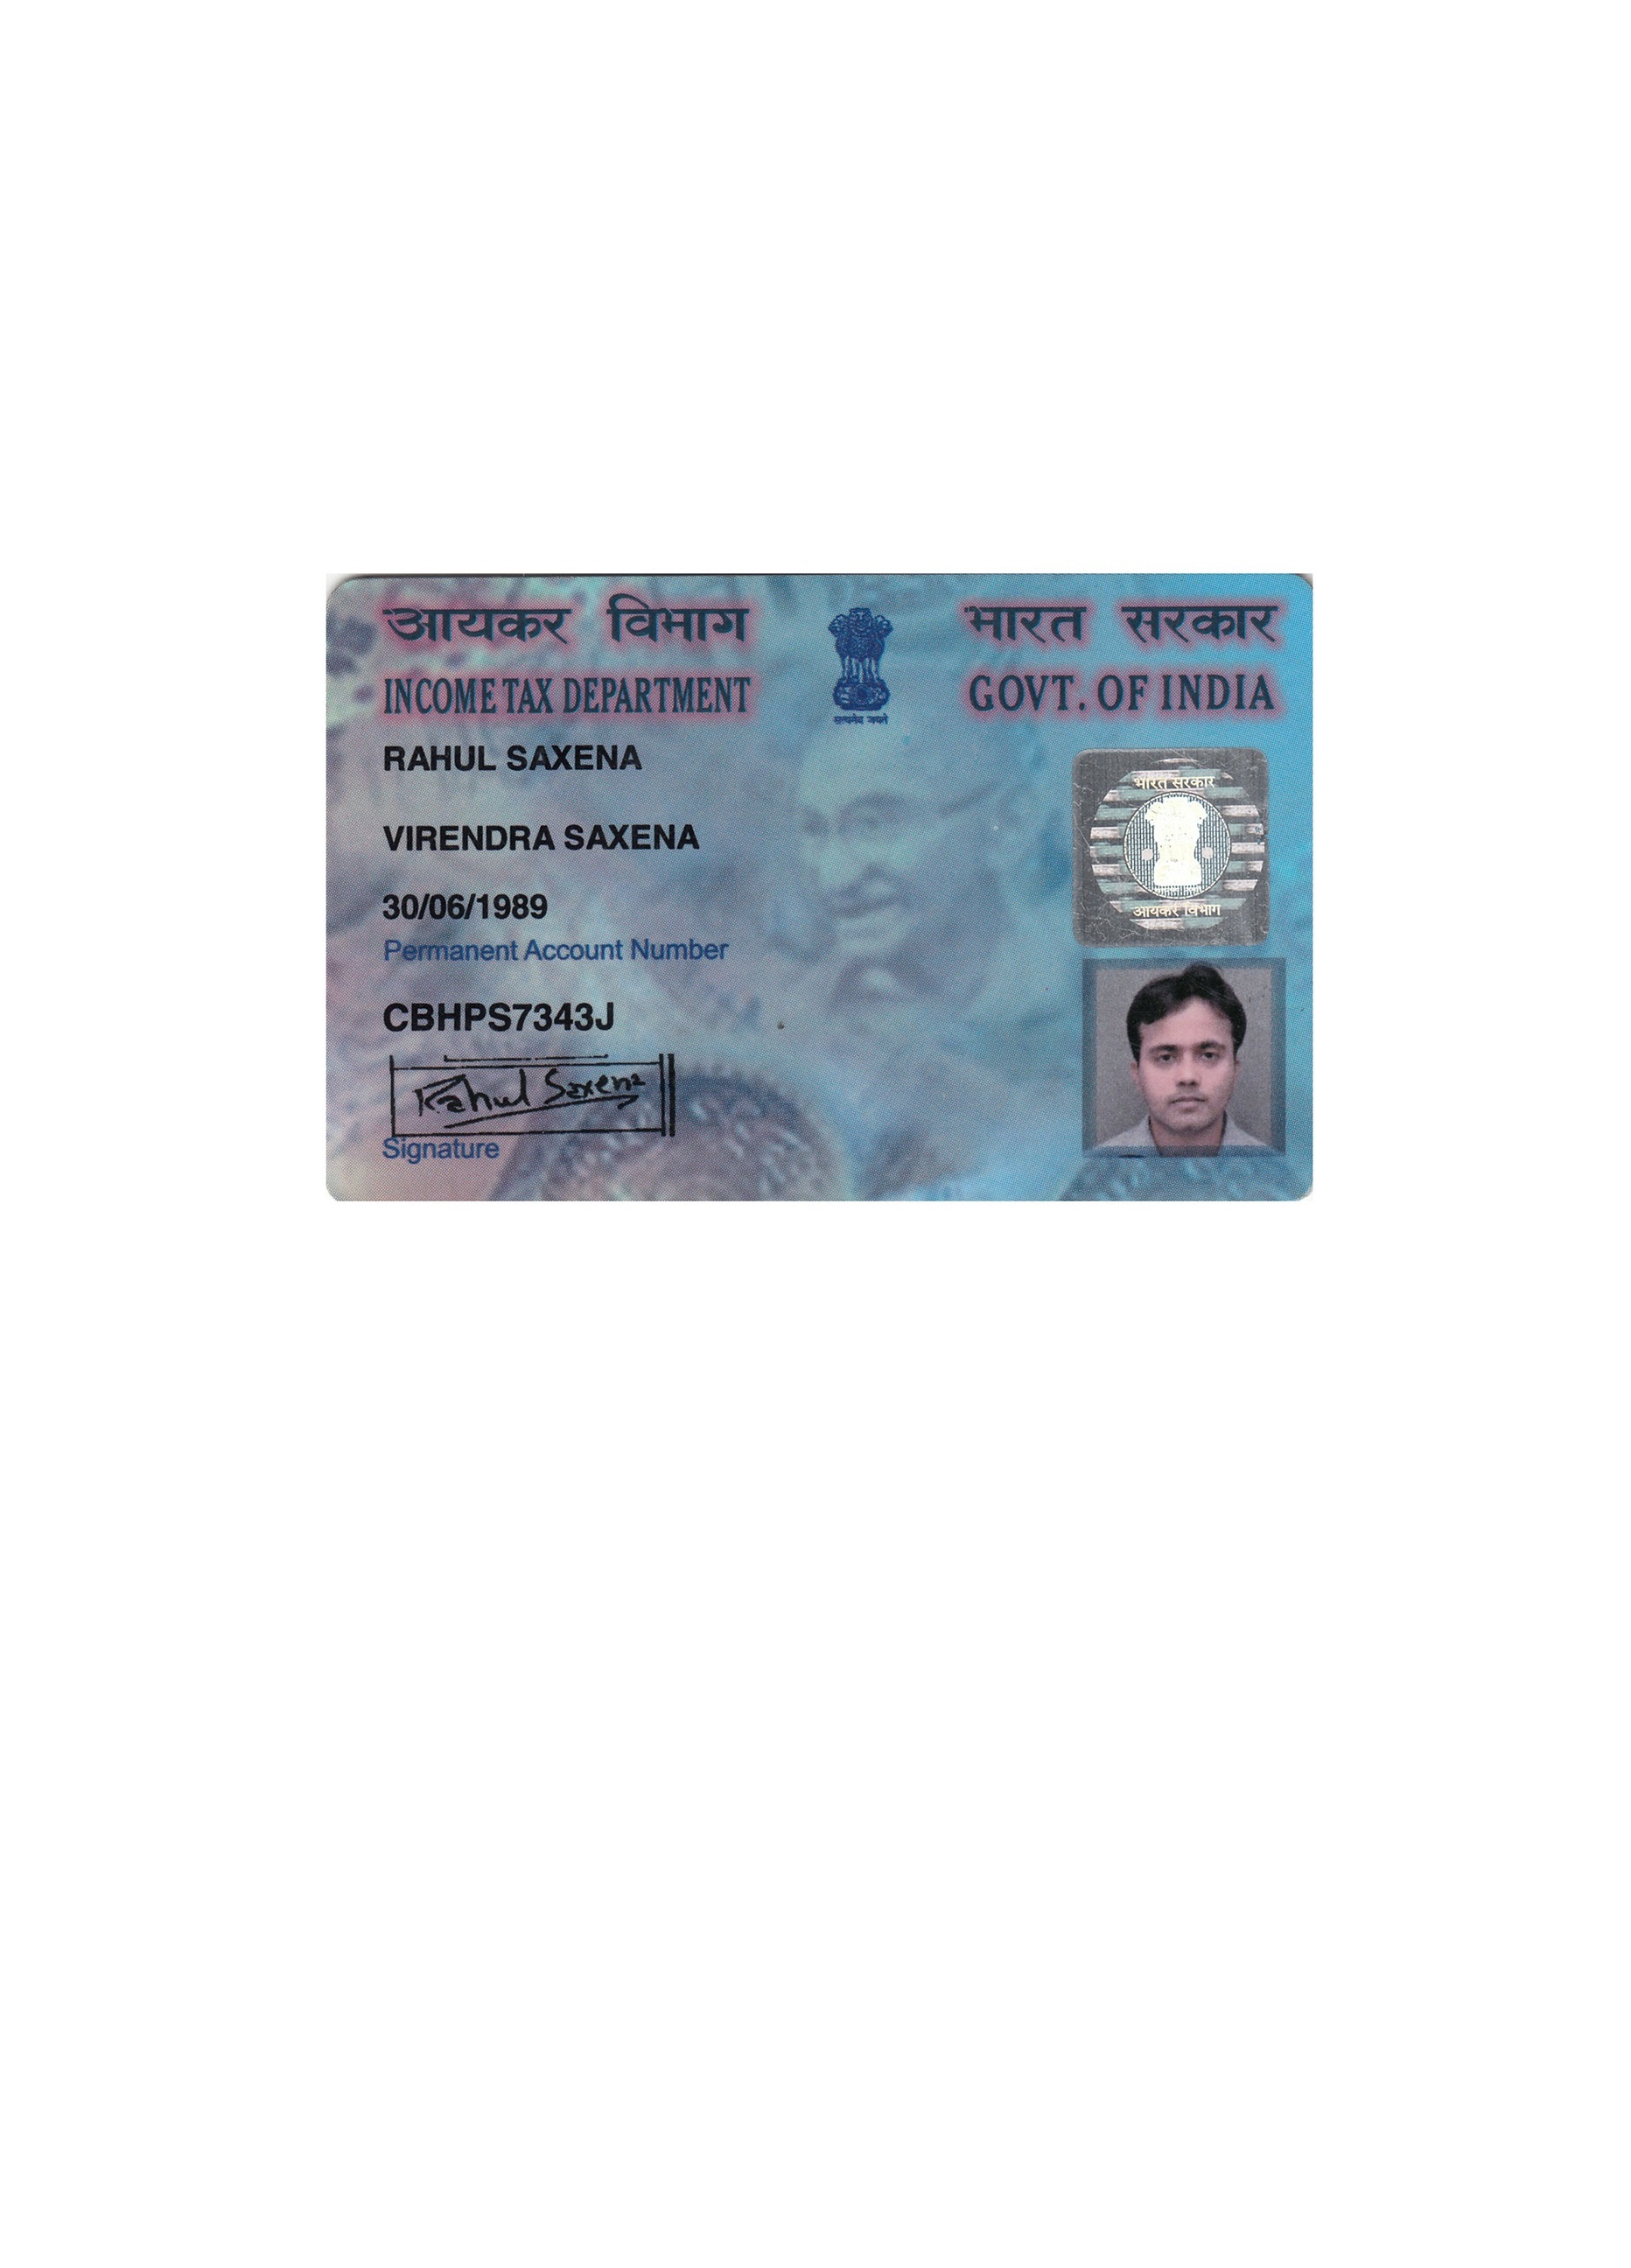 आयकर विभाग
INCOME TAX DEPARTMENT
सत्यमेव जयते
भारत सरकार
GOVT. OF INDIA
RAHUL SAXENA
VIRENDRA SAXENA
30/06/1989
Permanent Account Number
CBHPS7343J
Rahul Saxena
Signature
भारत सरकार
आयकर विभाग